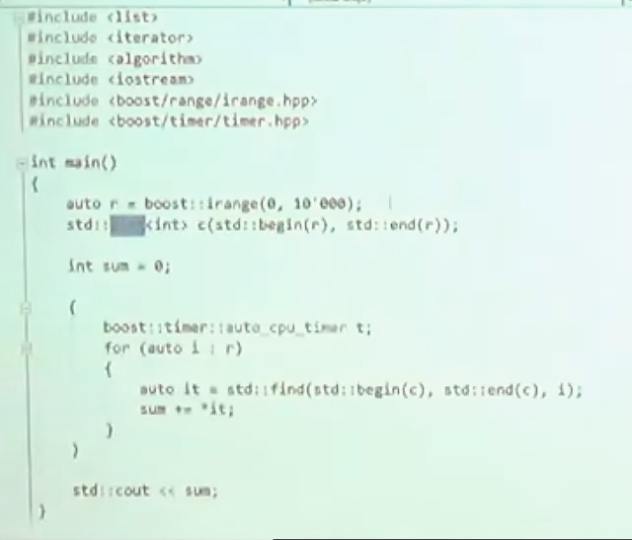 #include <list>
#include <iterator>
#include <algorithm>
#include <iostream>
#include <boost/range/irange.hpp>
#include <boost/timer/timer.hpp>
int main()
{
auto r = boost::irange(0, 10'000);
std::<int> c(std::begin(r), std::end(r));
int sum = 0;
{
boost::timer::auto_cpu_timer t;
for (auto i : r)
{
auto it = std::find(std::begin(c), std::end(c), i);
sum += *it;
}
}
std::cout << sum;
}